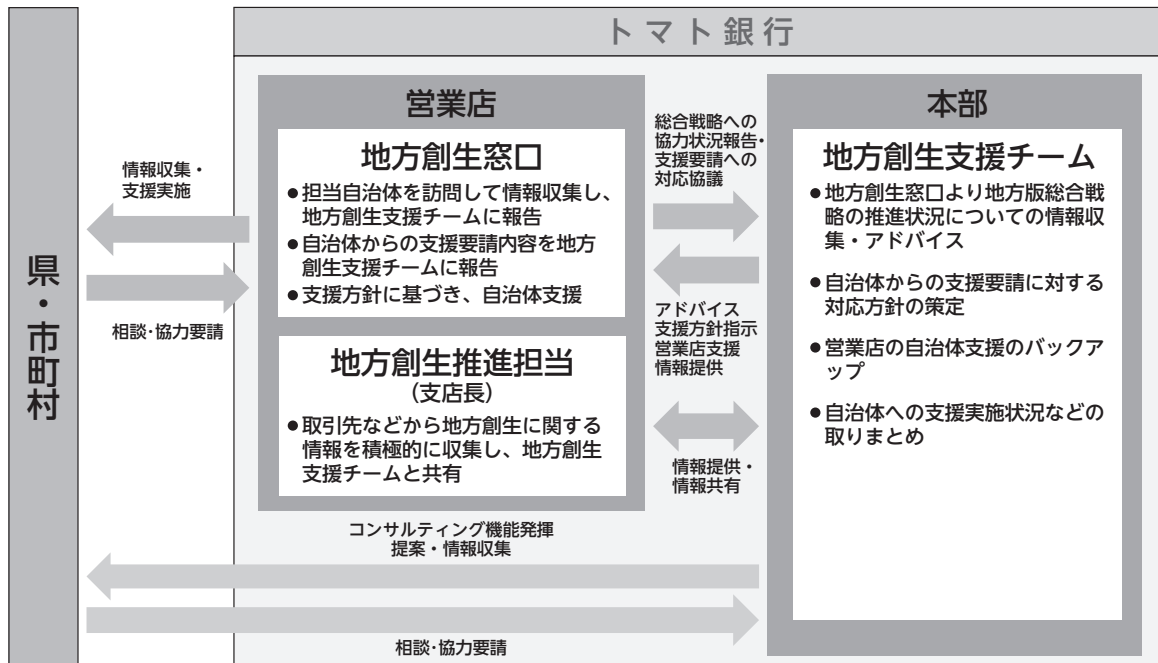 トマト銀行
県・市町村
情報収集・
支援実施
相談・協力要請
営業店
地方創生窓口
●担当自治体を訪問して情報収集し、
地方創生支援チームに報告
●自治体からの支援要請内容を地方
創生支援チームに報告
●支援方針に基づき、自治体支援
地方創生推進担当
(支店長)
●取引先などから地方創生に関する
情報を積極的に収集し、地方創生
支援チームと共有
総合戦略への
協力状況報告・
支援要請への
対応協議
アドバイス
支援方針指示
営業店支援
情報提供
情報提供・
情報共有
本部
地方創生支援チーム
●地方創生窓口より地方版総合戦
略の推進状況についての情報収
集・アドバイス
●自治体からの支援要請に対する
対応方針の策定
●営業店の自治体支援のバックア
ップ
●自治体への支援実施状況などの
取りまとめ
コンサルティング機能発揮
提案・情報収集
相談・協力要請